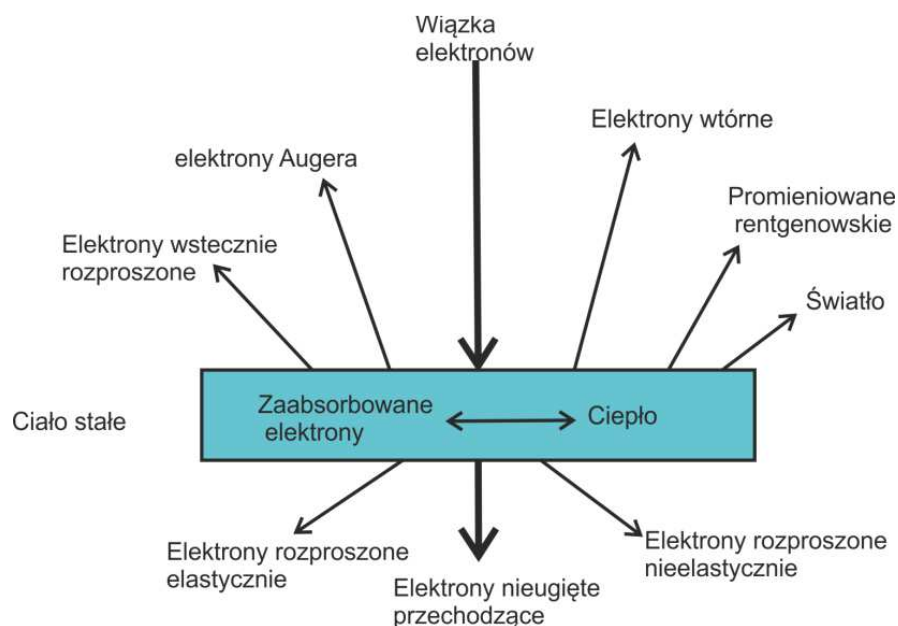 Wiązka
elektronów
Elektrony wtórne
elektrony Augera
Promieniowane
rentgenowskie
Elektrony wstecznie
rozproszone
Światło
Zaabsorbowane
elektrony
Ciepło
Ciało stałe
Elektrony rozproszone
elastycznie
Elektrony nieugięte
przechodzące
Elektrony rozproszone
nieelastycznie